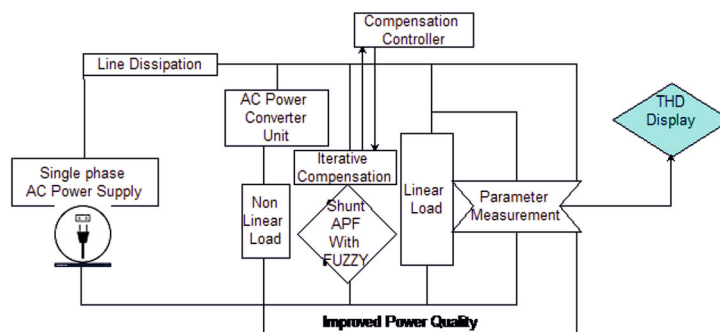 Compensation
Controller
Line Dissipation
AC Power
Converter
Unit
THD
Display
Single phase
AC Power Supply
Iterative
Compensation
Non
Linear
Load
Shunt
APF
With
FUZZY
Linear
Load
Parameter
Measurement
Improved Power Quality